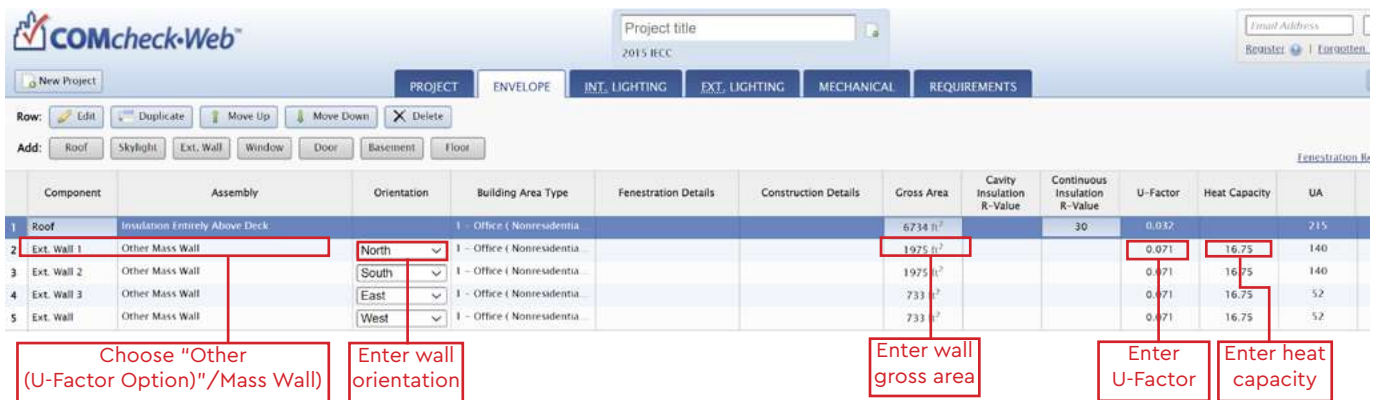 COMcheck-Web™
Project title
2015 IECC
Email Address
Register | Forgotten
New Project
PROJECT ENVELOPE INT. LIGHTING EXT. LIGHTING MECHANICAL REQUIREMENTS
Row: Edit Duplicate Move Up Move Down Delete
Add: Roof Skylight Ext. Wall Window Door Basement Floor
Fenestration
Component Assembly Orientation Building Area Type Fenestration Details Construction Details Gross Area Cavity Insulation R-Value Continuous Insulation R-Value U-Factor Heat Capacity UA
1 Roof Insulation Entirely Above Deck 1 - Office ( Nonresidentia... 6734 ft² 30 0.032 215
2 Ext. Wall 1 Other Mass Wall North 1 - Office ( Nonresidentia... 1975 ft² 0.071 16.75 140
3 Ext. Wall 2 Other Mass Wall South 1 - Office ( Nonresidentia... 1975 ft² 0.071 16.75 140
4 Ext. Wall 3 Other Mass Wall East 1 - Office ( Nonresidentia... 733 ft² 0.071 16.75 52
5 Ext. Wall Other Mass Wall West 1 - Office ( Nonresidentia... 733 ft² 0.071 16.75 52
Choose "Other
(U-Factor Option)"/Mass Wall)
Enter wall
orientation
Enter wall
gross area
Enter
U-Factor
Enter heat
capacity